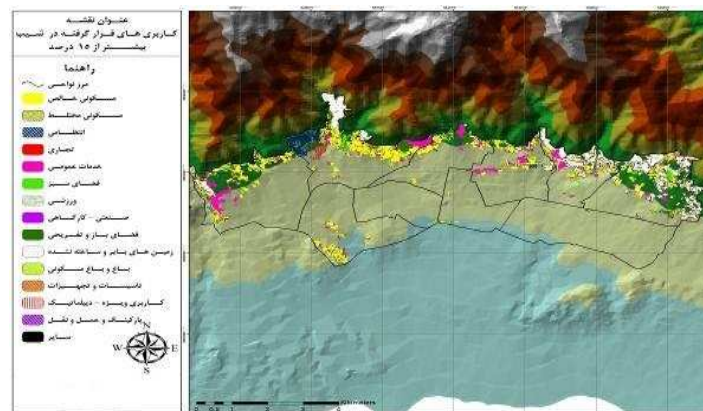 عنوان نقشه
کاربری های قرار گرفته در شیب
بیشتر از ۱۵ درصد
راهنما
مرز نواحی
مسکونی خالص
مسکونی مختلط
انتظامی
تجاری
خدمات عمومی
فضای سبز
ورزشی
صنعتی - کارگاهی
فضای باز و تفریحی
زمین های بایر و ساخته نشده
باغ و باغ مسکونی
تاسیسات و تجهیزات
کاربری ویژه - دیپلماتیک
پارکینگ و حمل و نقل
سایر
N
W E
S
Kilometers